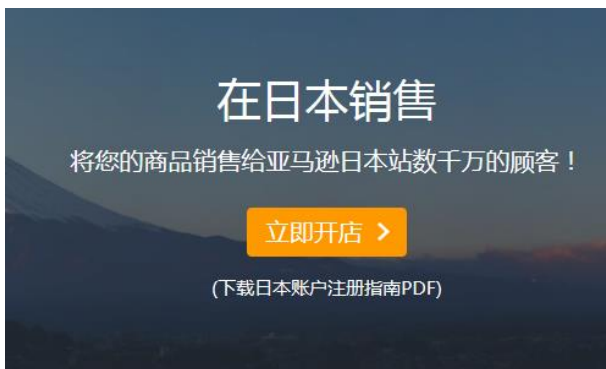 在日本销售
将您的商品销售给亚马逊日本站数千万的顾客！
立即开店
(下载日本账户注册指南PDF)